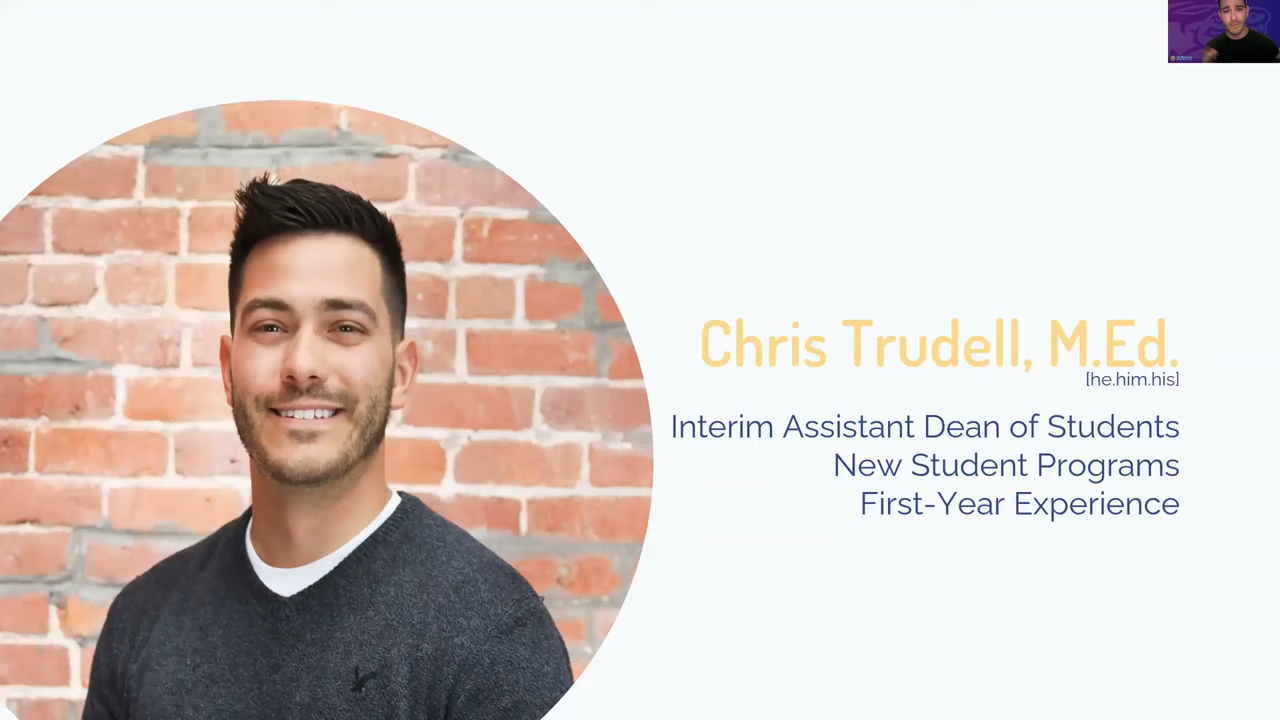 Chris Trudell, M.Ed.
[he.him.his]
Interim Assistant Dean of Students
New Student Programs
First-Year Experience